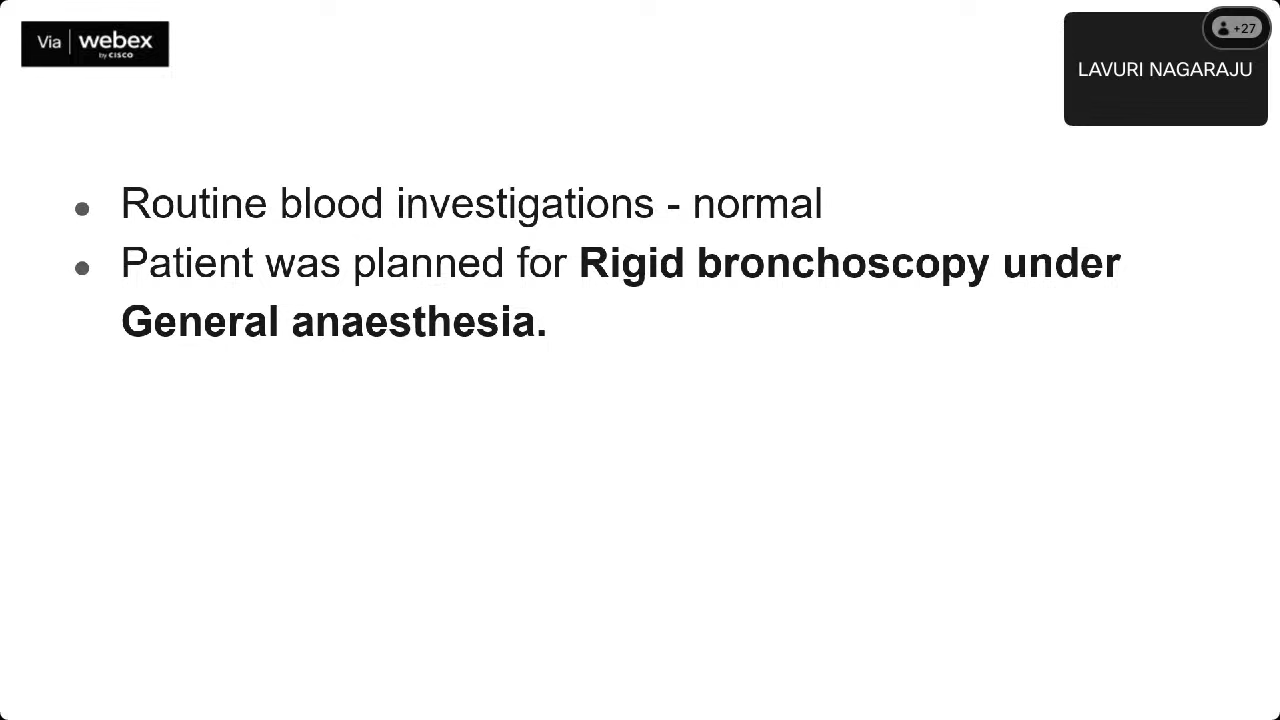 Via webex
by CISCO
+27
LAVURI NAGARAJU
● Routine blood investigations - normal
● Patient was planned for Rigid bronchoscopy under
General anaesthesia.